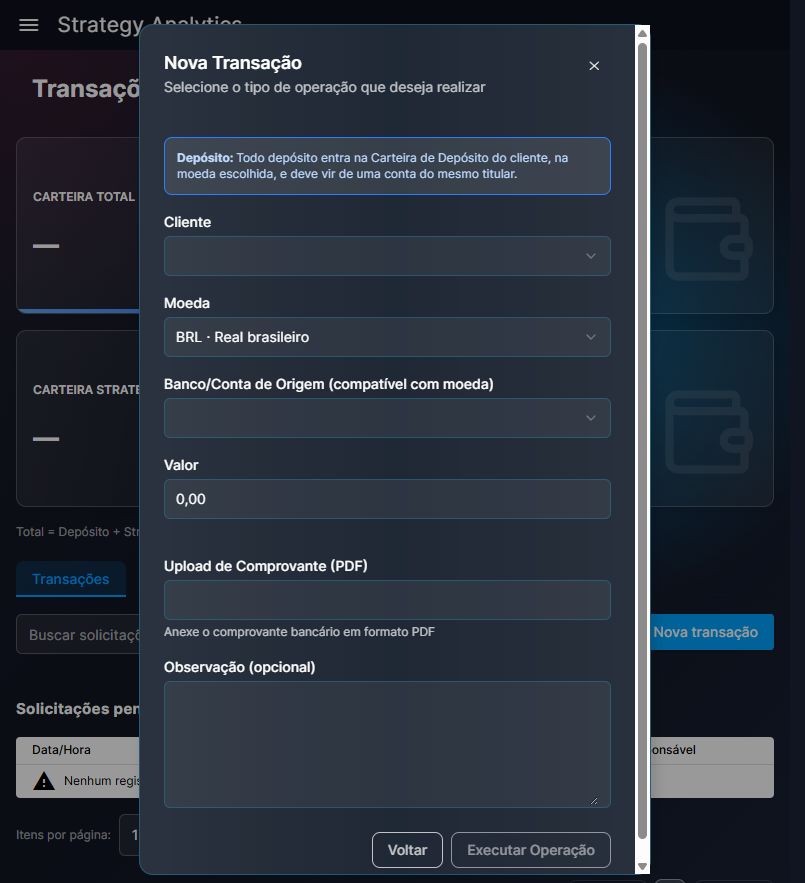 Strategy Analytics
Nova Transação
Selecione o tipo de operação que deseja realizar
Transaçõ
Depósito: Todo depósito entra na Carteira de Depósito do cliente, na
moeda escolhida, e deve vir de uma conta do mesmo titular.
CARTEIRA TOTAL
—
Cliente
Moeda
BRL · Real brasileiro
Banco/Conta de Origem (compatível com moeda)
CARTEIRA STRATE
—
Valor
0,00
Total = Depósito + Str
Upload de Comprovante (PDF)
Transações
Anexe o comprovante bancário em formato PDF
Buscar solicitaçõ
Nova transação
Observação (opcional)
Solicitações pen
Data/Hora
onsável
Nenhum regis
Itens por página:
1
Voltar
Executar Operação